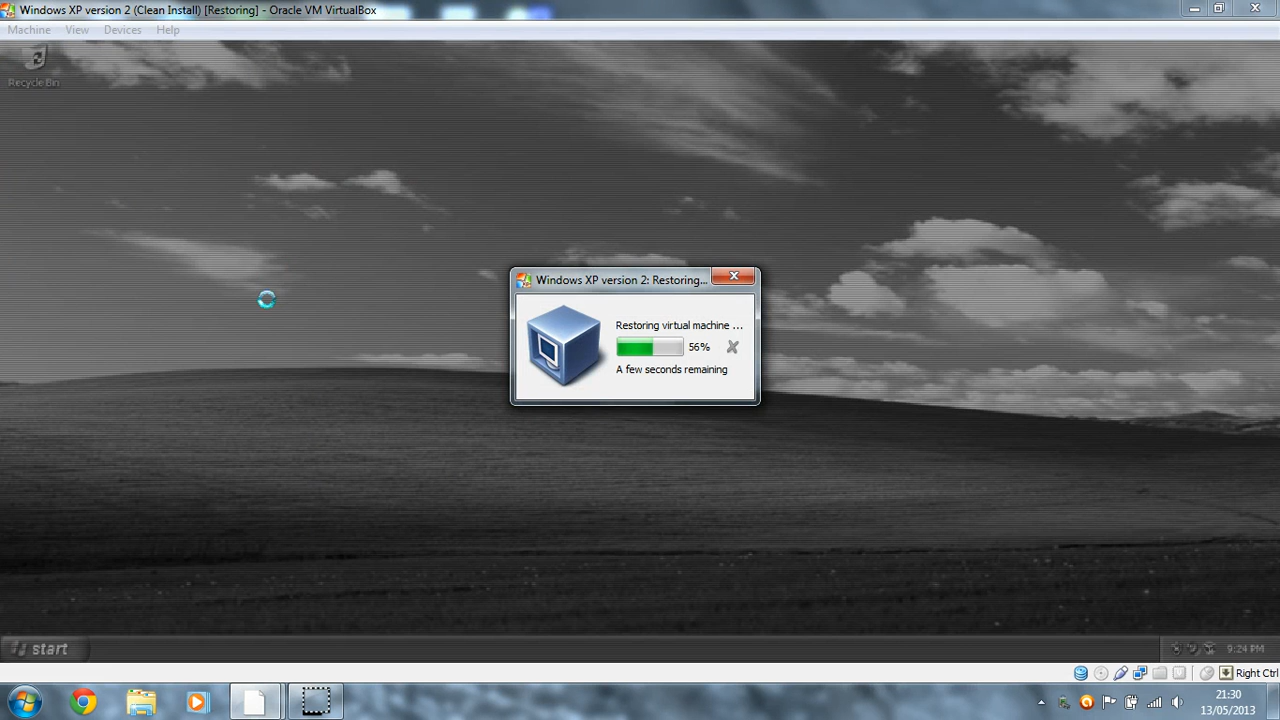 Windows XP version 2 (Clean Install) [Restoring] - Oracle VM VirtualBox
Machine View Devices Help
Recycle Bin
Windows XP version 2: Restoring...
Restoring virtual machine ...
56%
A few seconds remaining
start
9:24 PM
Right Ctrl
21:30
13/05/2013